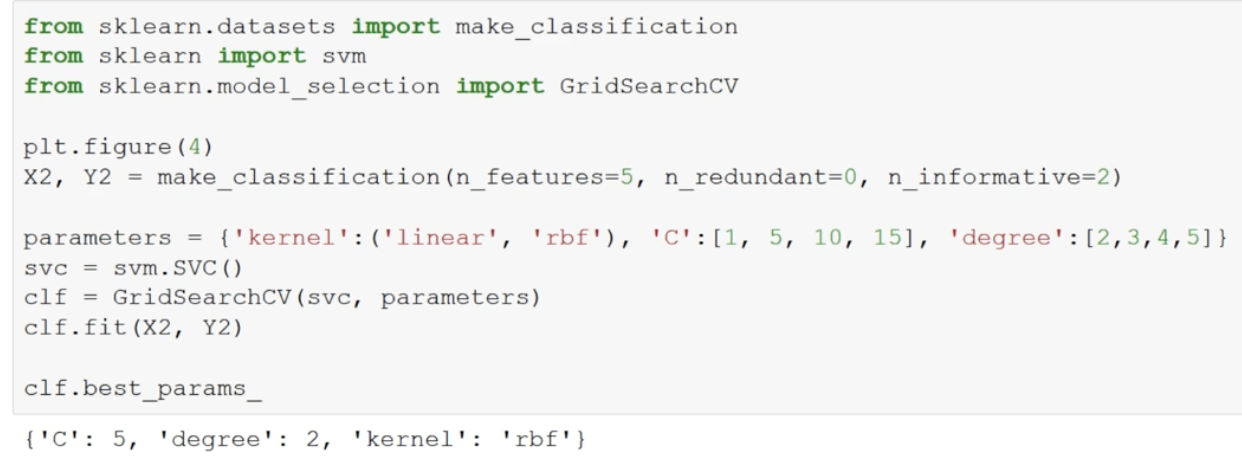 from sklearn.datasets import make_classification
from sklearn import svm
from sklearn.model_selection import GridSearchCV
plt.figure(4)
X2, Y2 = make_classification(n_features=5, n_redundant=0, n_informative=2)
parameters = {'kernel':('linear', 'rbf'), 'C':[1, 5, 10, 15], 'degree':[2,3,4,5]}
svc = svm.SVC()
clf = GridSearchCV(svc, parameters)
clf.fit(X2, Y2)
clf.best_params_
{'C': 5, 'degree': 2, 'kernel': 'rbf'}